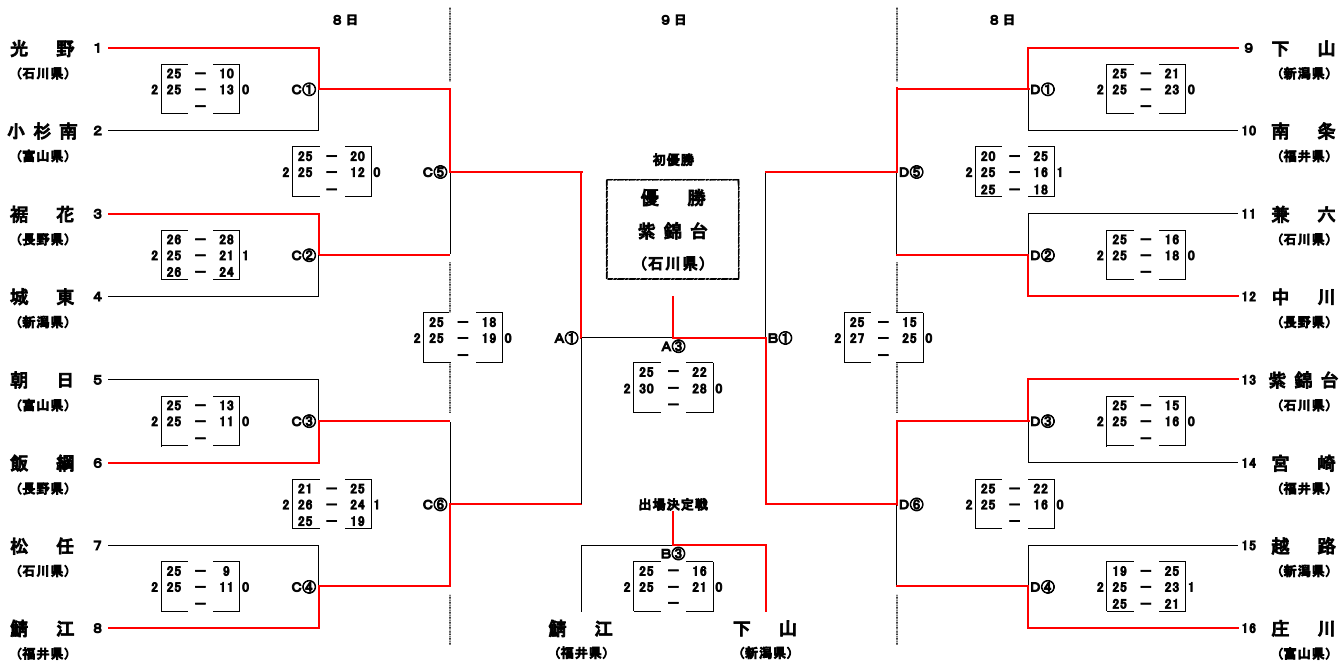 8日 9日 8日
光野 1
(石川県)
25 － 10
2 25 － 13 0
－
C①
小杉南 2
(富山県)
25 － 20
2 25 － 12 0
－
C⑤
裾花 3
(長野県)
26 － 28
2 25 － 21 1
26 － 24
C②
城東 4
(新潟県)
25 － 18
2 25 － 19 0
－
A①
朝日 5
(富山県)
25 － 13
2 25 － 11 0
－
C③
飯綱 6
(長野県)
21 － 25
2 26 － 24 1
25 － 19
C⑥
松任 7
(石川県)
25 － 9
2 25 － 11 0
－
C④
鯖江 8
(福井県)
初優勝
優勝
紫錦台
(石川県)
A③
25 － 22
2 30 － 28 0
－
出場決定戦
B③
25 － 16
2 25 － 21 0
－
鯖江 下山
(福井県) (新潟県)
9 下山
(新潟県)
D①
25 － 21
2 25 － 23 0
－
10 南条
(福井県)
D⑤
20 － 25
2 25 － 16 1
25 － 18
11 兼六
(石川県)
D②
25 － 16
2 25 － 18 0
－
12 中川
(長野県)
B①
25 － 15
2 27 － 25 0
－
13 紫錦台
(石川県)
D③
25 － 15
2 25 － 16 0
－
14 宮崎
(福井県)
D⑥
25 － 22
2 25 － 16 0
－
15 越路
(新潟県)
D④
19 － 25
2 25 － 23 1
25 － 21
16 庄川
(富山県)